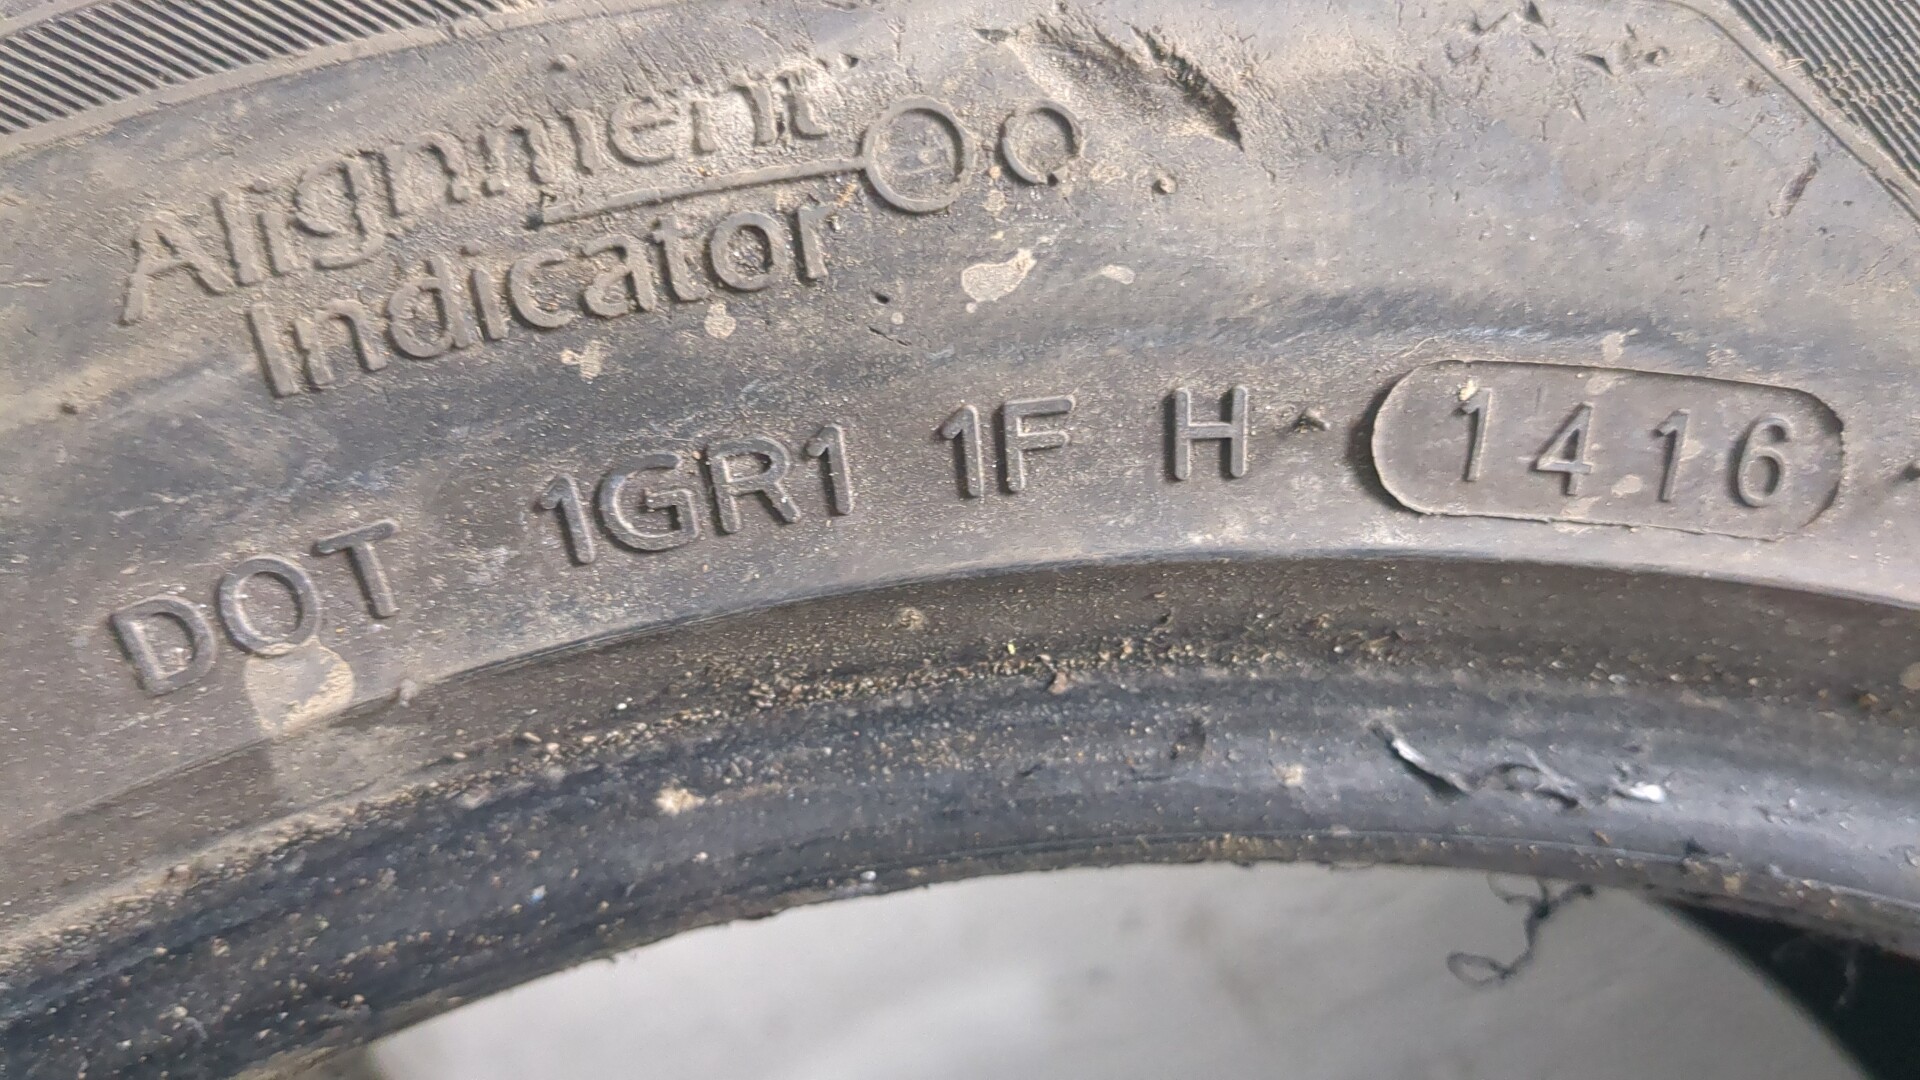 Alignment
Indicator
DOT 1GR1 1F H 1416